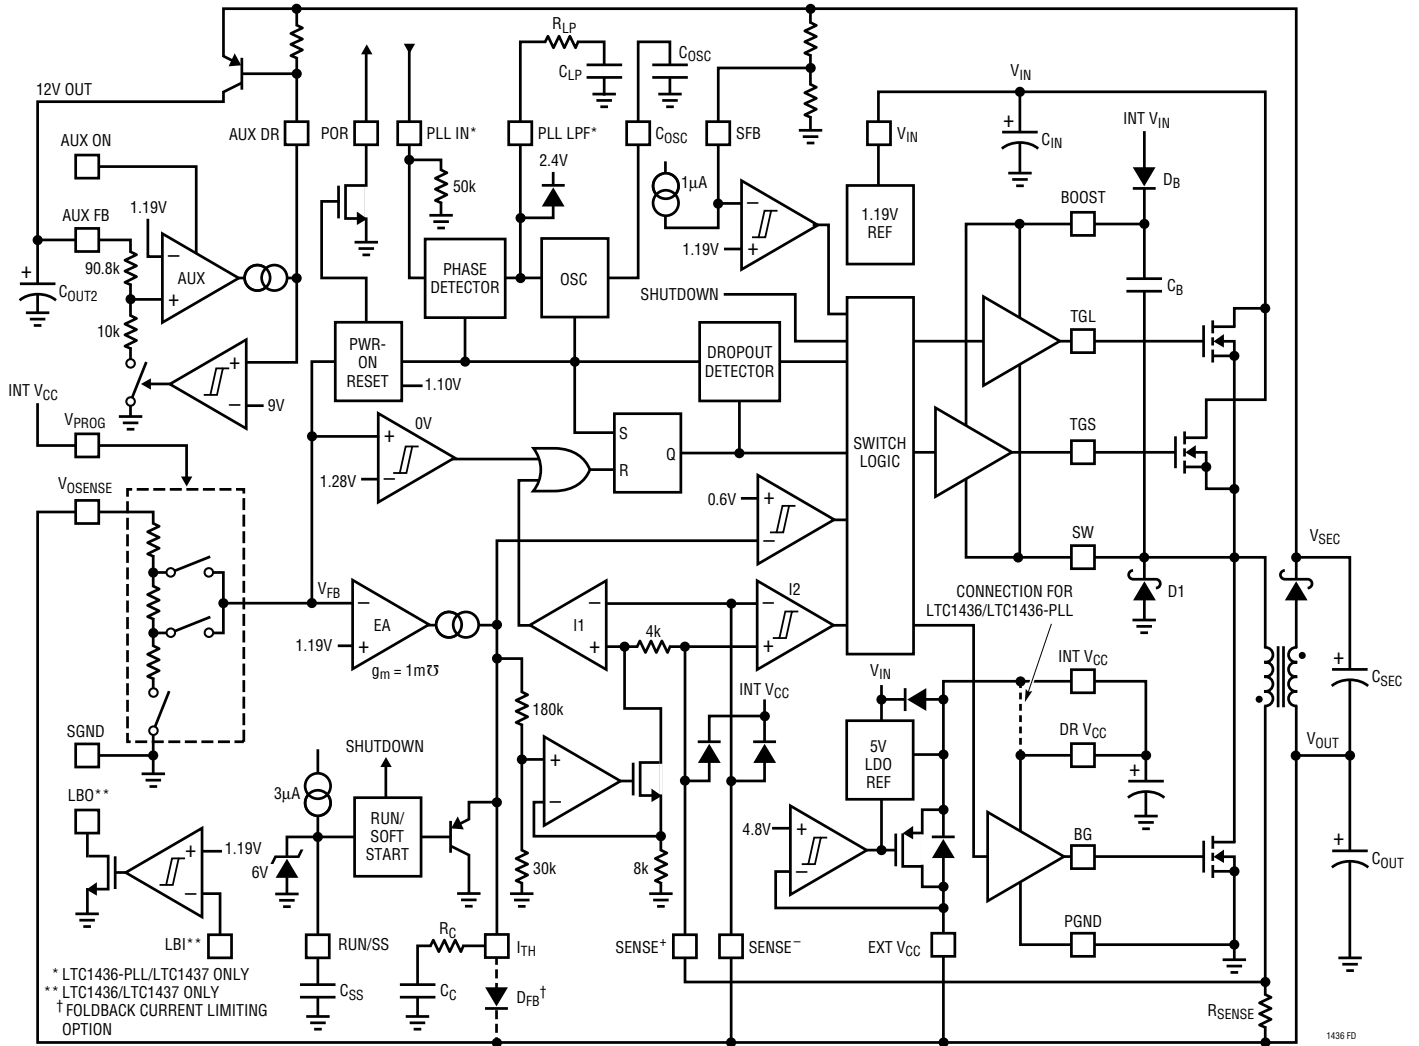 R_LP
C_LP
C_OSC
12V OUT
V_IN
AUX ON
AUX DR
POR
PLL IN*
PLL LPF*
C_OSC
SFB
V_IN
+
C_IN
INT V_IN
2.4V
50k
1µA
D_B
AUX FB
1.19V
BOOST
1.19V
REF
−
AUX
+
90.8k
+
C_OUT2
PHASE
DETECTOR
OSC
−
1.19V
+
C_B
10k
SHUTDOWN
TGL
PWR-
ON
RESET
DROPOUT
DETECTOR
+
−
9V
1.10V
INT V_CC
V_PROG
0V
+
−
1.28V
S
R
Q
SWITCH
LOGIC
TGS
V_OSENSE
0.6V
+
−
SW
V_SEC
V_FB
−
EA
+
1.19V
g_m = 1m℧
−
I1
+
4k
−
I2
+
CONNECTION FOR
LTC1436/LTC1436-PLL
D1
INT V_CC
+
C_SEC
V_IN
INT V_CC
180k
SGND
SHUTDOWN
5V
LDO
REF
DR V_CC
V_OUT
+
3µA
+
−
LBO**
RUN/
SOFT
START
4.8V
+
−
BG
+
C_OUT
1.19V
+
−
6V
30k
8k
LBI**
RUN/SS
R_C
I_TH
SENSE+
SENSE−
EXT V_CC
PGND
* LTC1436-PLL/LTC1437 ONLY
** LTC1436/LTC1437 ONLY
† FOLDBACK CURRENT LIMITING
OPTION
C_SS
C_C
D_FB†
R_SENSE
1436 FD